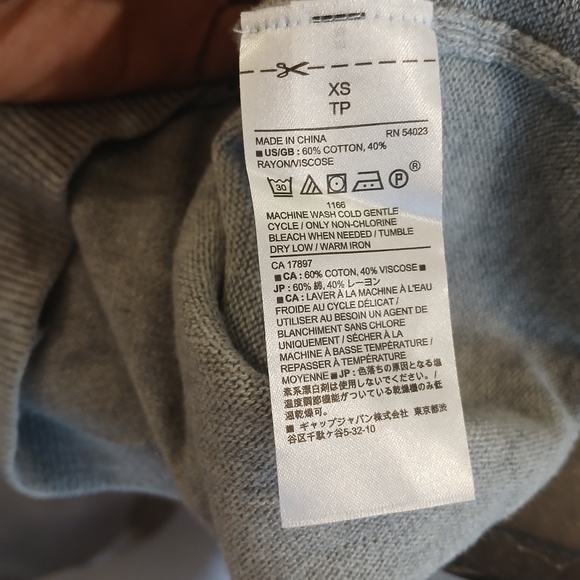 XS
TP
MADE IN CHINA RN 54023
■ US/GB : 60% COTTON, 40%
RAYON/VISCOSE
30 P ®
1166
MACHINE WASH COLD GENTLE
CYCLE / ONLY NON-CHLORINE
BLEACH WHEN NEEDED / TUMBLE
DRY LOW / WARM IRON
CA 17897
■ CA : 60% COTON, 40% VISCOSE ■
JP : 60% 綿, 40% レーヨン
■ CA : LAVER À LA MACHINE À L'EAU
FROIDE AU CYCLE DÉLICAT /
UTILISER AU BESOIN UN AGENT DE
BLANCHIMENT SANS CHLORE
UNIQUEMENT / SÉCHER À LA
MACHINE À BASSE TEMPÉRATURE /
REPASSER À TEMPÉRATURE
MOYENNE ■ JP : 色落ちの原因となる塩
素系漂白剤は使用しないでください。/
温度調節機能がついている乾燥機のみ低
温乾燥可。
■ ギャップジャパン株式会社 東京都渋
谷区千駄ヶ谷5-32-10